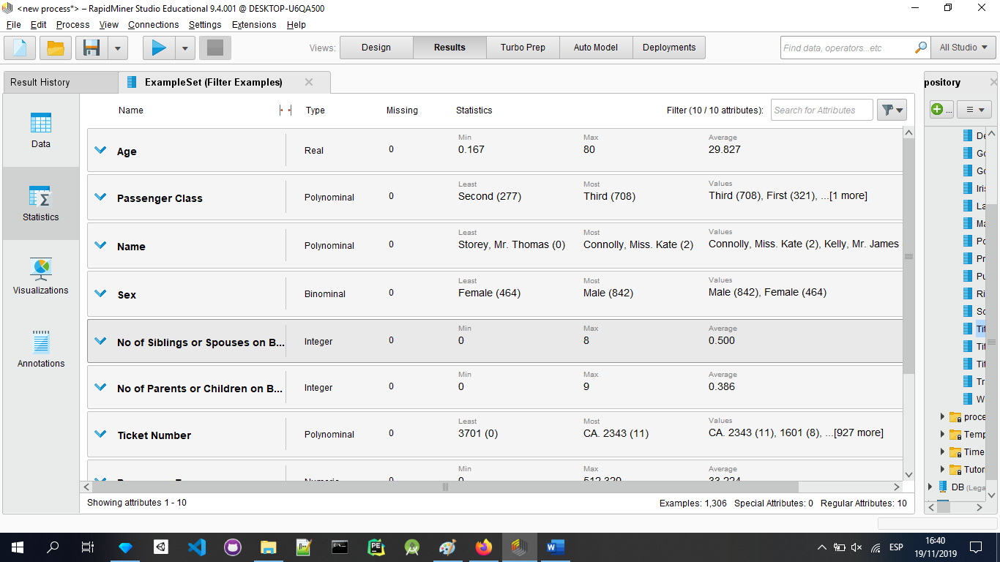 <new process*> – RapidMiner Studio Educational 9.4.001 @ DESKTOP-U6QA500
File Edit Process View Connections Settings Extensions Help
Views: Design Results Turbo Prep Auto Model Deployments Find data, operators...etc All Studio
Result History ExampleSet (Filter Examples) pository
Name Type Missing Statistics Filter (10 / 10 attributes): Search for Attributes ...
Data
Statistics
Visualizations
Annotations
Min Max Average
Age Real 0 0.167 80 29.827
Least Most Values
Passenger Class Polynominal 0 Second (277) Third (708) Third (708), First (321), ...[1 more]
Least Most Values
Name Polynominal 0 Storey, Mr. Thomas (0) Connolly, Miss. Kate (2) Connolly, Miss. Kate (2), Kelly, Mr. James
Least Most Values
Sex Binominal 0 Female (464) Male (842) Male (842), Female (464)
Min Max Average
No of Siblings or Spouses on B... Integer 0 0 8 0.500
Min Max Average
No of Parents or Children on B... Integer 0 0 9 0.386
Least Most Values
Ticket Number Polynominal 0 3701 (0) CA. 2343 (11) CA. 2343 (11), 1601 (8), ...[927 more]
Min Max Average
0 0 512.329 33.224
De
Go
Go
Iris
La
Ma
Po
Pr
Pu
Ri
So
Tit
Tit
Tit
Tr
W
proce
Temp
Time
Tutor
DB (Lega
Showing attributes 1 - 10 Examples: 1,306 Special Attributes: 0 Regular Attributes: 10
ESP 16:40
19/11/2019